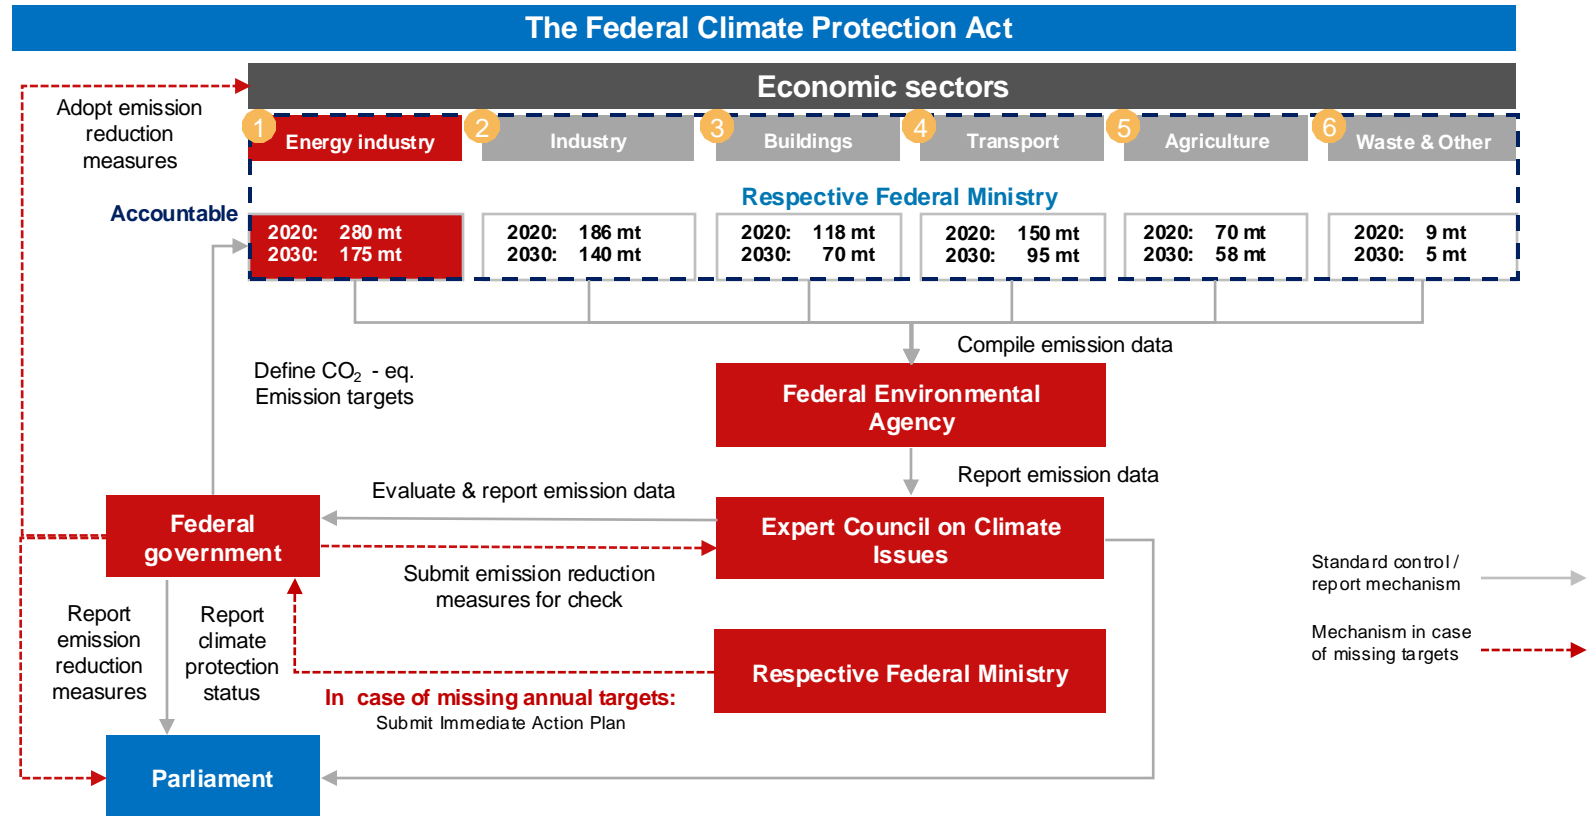 The Federal Climate Protection Act
Economic sectors
Adopt emission
reduction
measures
1
Energy industry
2
Industry
3
Buildings
4
Transport
5
Agriculture
6
Waste & Other
Respective Federal Ministry
Accountable
2020: 280 mt
2030: 175 mt
2020: 186 mt
2030: 140 mt
2020: 118 mt
2030: 70 mt
2020: 150 mt
2030: 95 mt
2020: 70 mt
2030: 58 mt
2020: 9 mt
2030: 5 mt
Compile emission data
Define CO₂ - eq.
Emission targets
Federal Environmental
Agency
Report emission data
Evaluate & report emission data
Federal
government
Expert Council on Climate
Issues
Submit emission reduction
measures for check
Standard control /
report mechanism
Report
emission
reduction
measures
Report
climate
protection
status
Mechanism in case
of missing targets
Respective Federal Ministry
In case of missing annual targets:
Submit Immediate Action Plan
Parliament